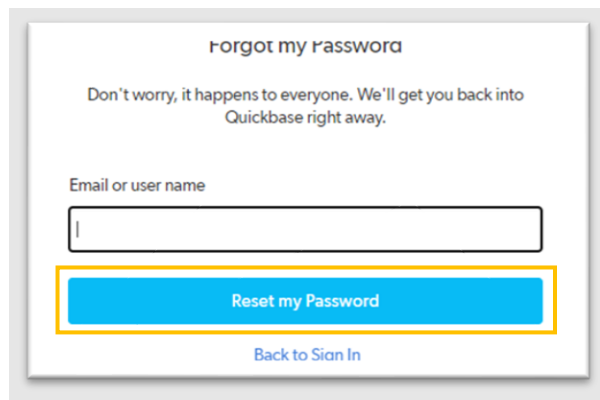 Forgot my Password
Don't worry, it happens to everyone. We'll get you back into
Quickbase right away.
Email or user name
Reset my Password
Back to Sign In